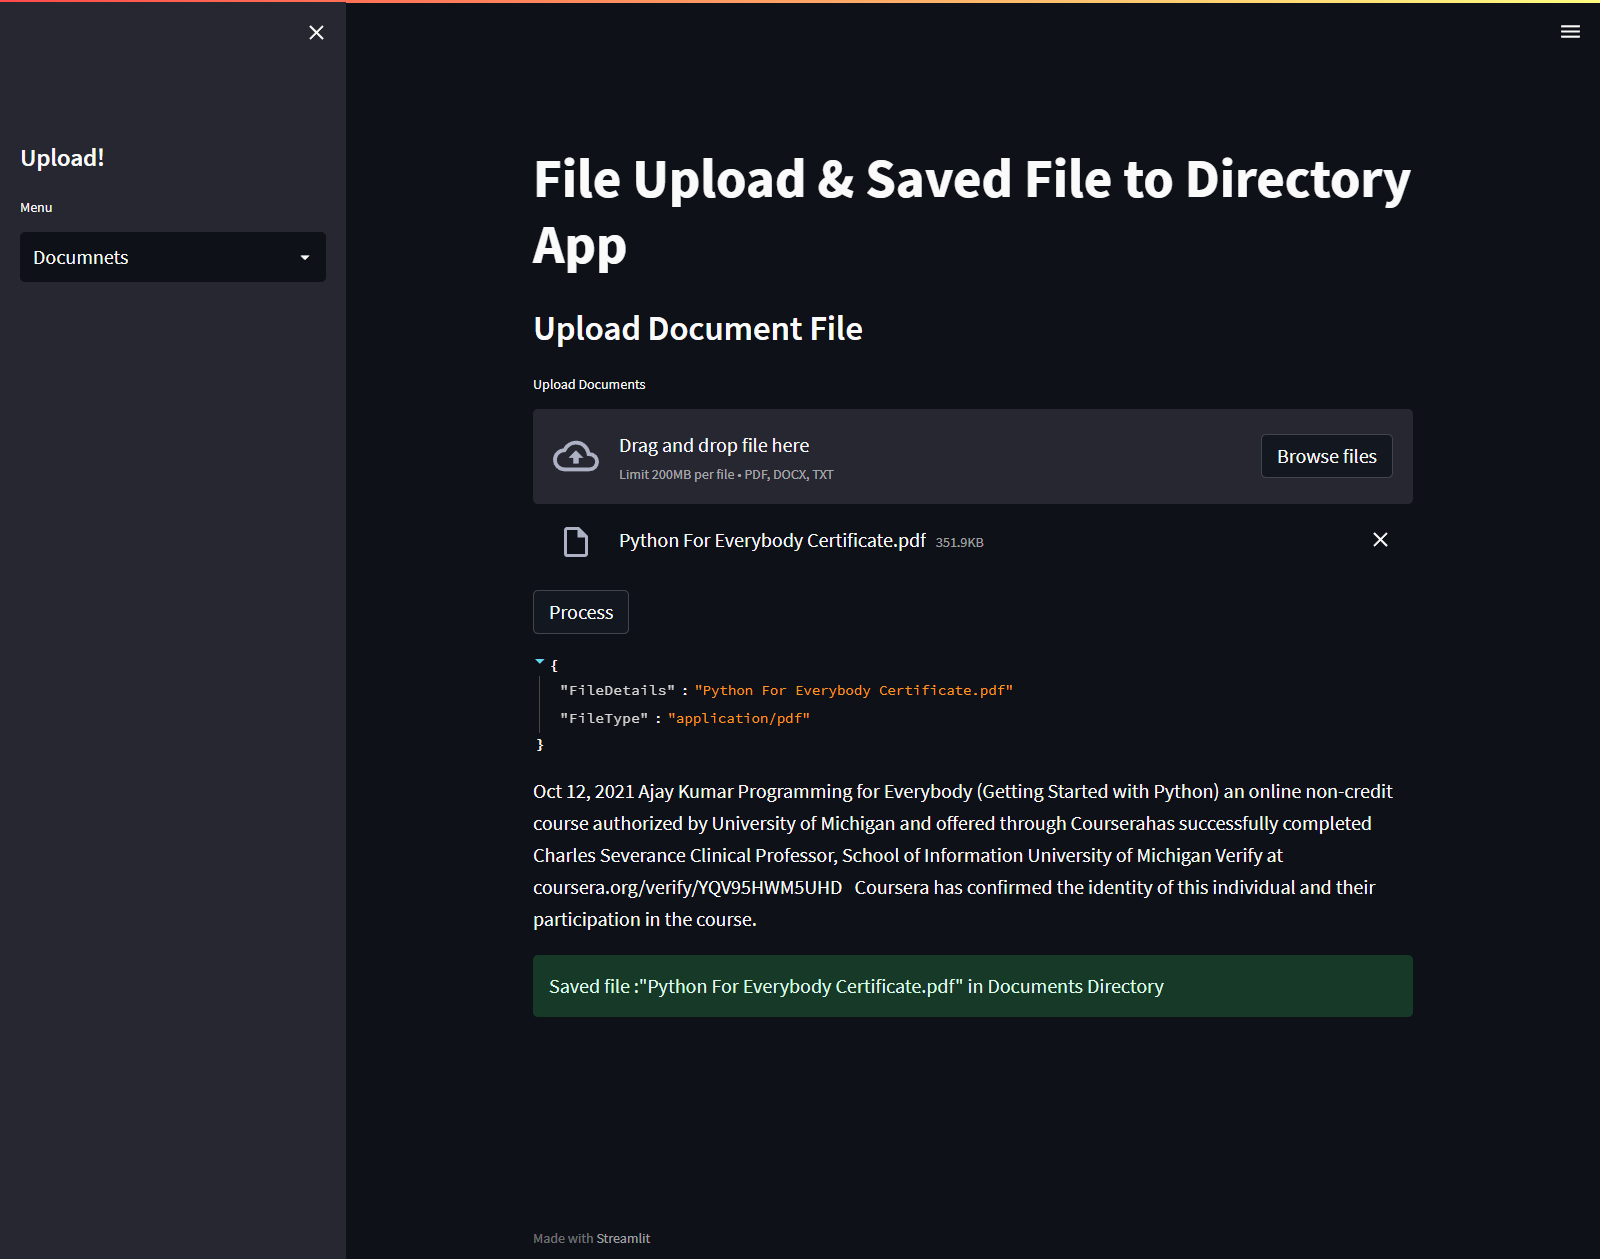 Upload!
Menu
Documnets
File Upload & Saved File to Directory
App
Upload Document File
Upload Documents
Drag and drop file here
Limit 200MB per file • PDF, DOCX, TXT
Browse files
Python For Everybody Certificate.pdf 351.9KB
Process
{
"FileDetails" : "Python For Everybody Certificate.pdf"
"FileType" : "application/pdf"
}
Oct 12, 2021 Ajay Kumar Programming for Everybody (Getting Started with Python) an online non-credit
course authorized by University of Michigan and offered through Courserahas successfully completed
Charles Severance Clinical Professor, School of Information University of Michigan Verify at
coursera.org/verify/YQV95HWM5UHD Coursera has confirmed the identity of this individual and their
participation in the course.
Saved file :"Python For Everybody Certificate.pdf" in Documents Directory
Made with Streamlit